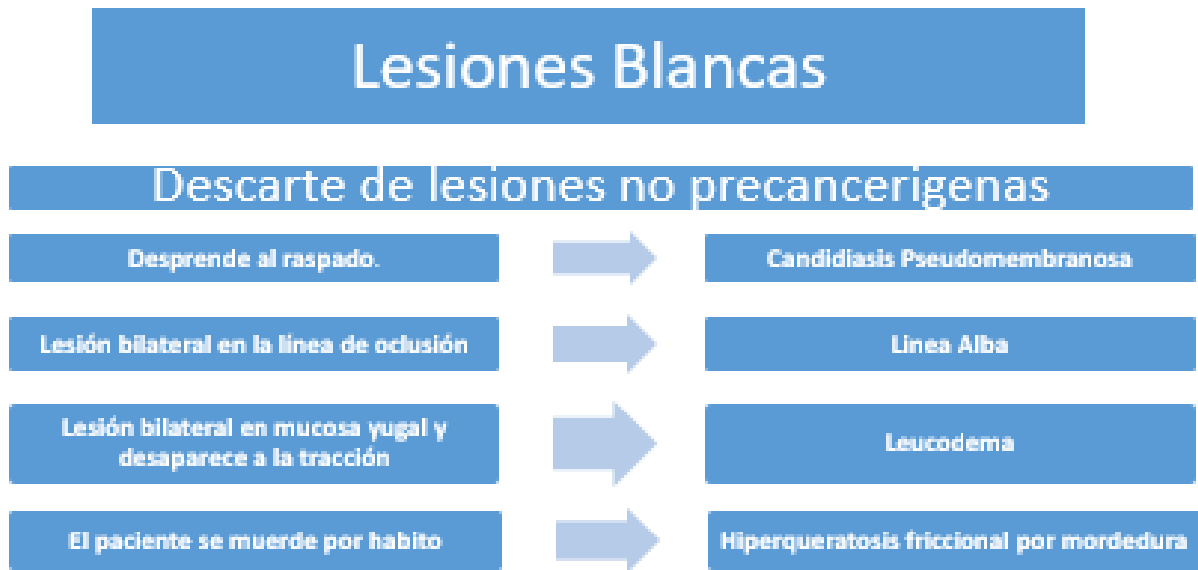 Lesiones Blancas
Descarte de lesiones no precancerigenas
Desprende al raspado.
Candidiasis Pseudomembranosa
Lesión bilateral en la línea de oclusión
Linea Alba
Lesión bilateral en mucosa yugal y
desaparece a la tracción
Leucodema
El paciente se muerde por habito
Hiperqueratosis friccional por mordedura